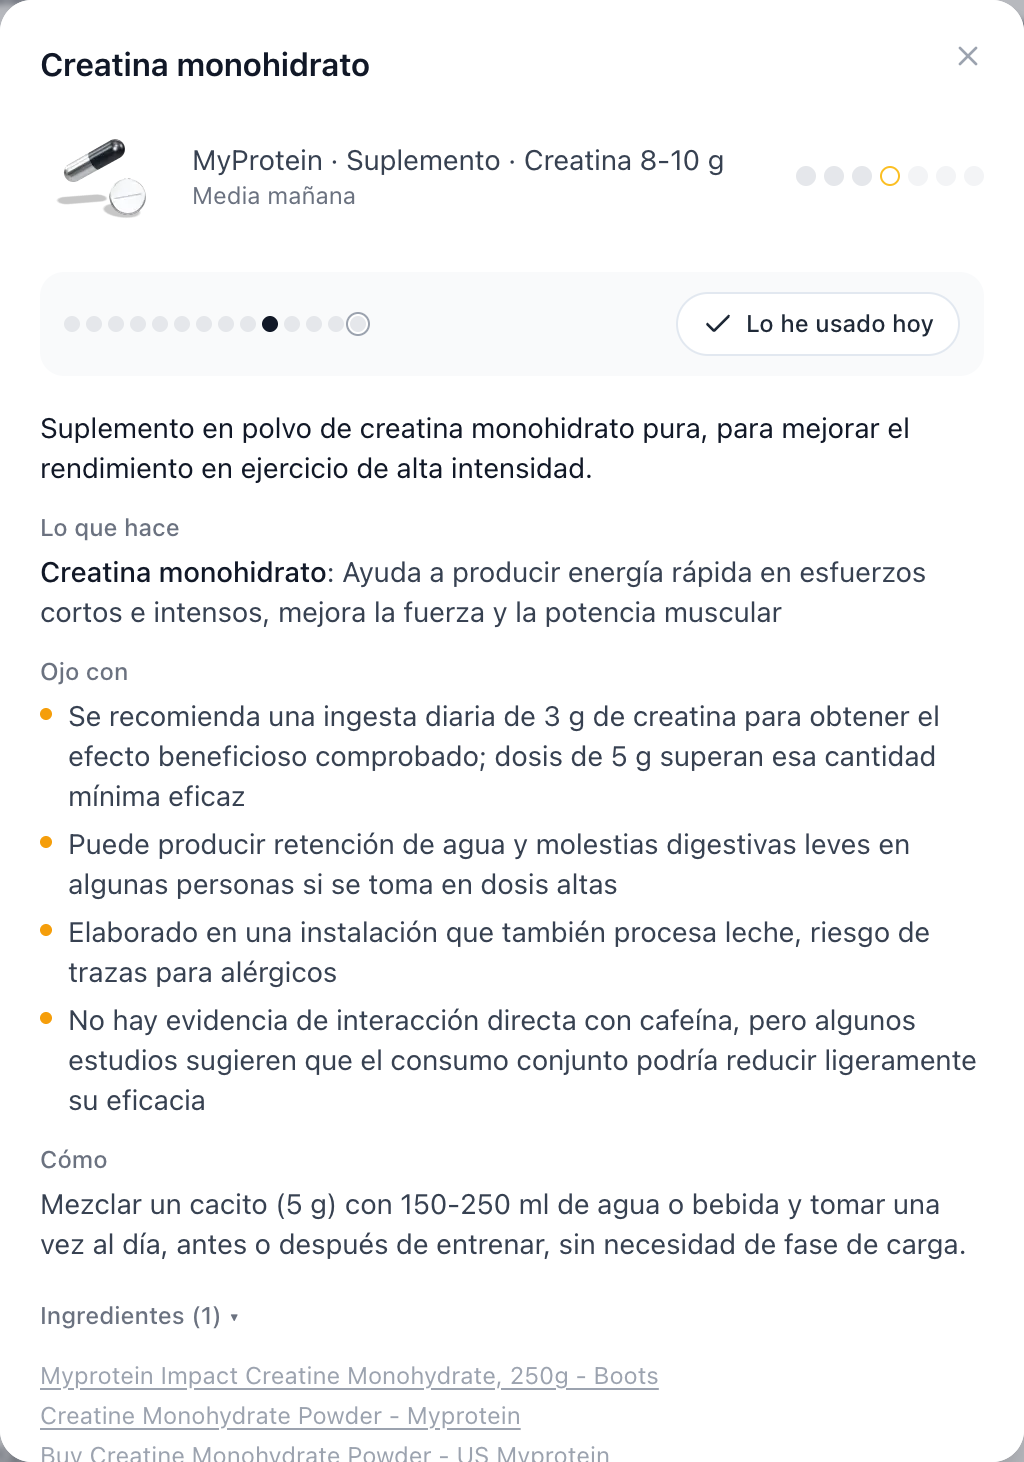 Creatina monohidrato
MyProtein · Suplemento · Creatina 8-10 g
Media mañana
Lo he usado hoy
Suplemento en polvo de creatina monohidrato pura, para mejorar el
rendimiento en ejercicio de alta intensidad.
Lo que hace
Creatina monohidrato: Ayuda a producir energía rápida en esfuerzos
cortos e intensos, mejora la fuerza y la potencia muscular
Ojo con
Se recomienda una ingesta diaria de 3 g de creatina para obtener el
efecto beneficioso comprobado; dosis de 5 g superan esa cantidad
mínima eficaz
Puede producir retención de agua y molestias digestivas leves en
algunas personas si se toma en dosis altas
Elaborado en una instalación que también procesa leche, riesgo de
trazas para alérgicos
No hay evidencia de interacción directa con cafeína, pero algunos
estudios sugieren que el consumo conjunto podría reducir ligeramente
su eficacia
Cómo
Mezclar un cacito (5 g) con 150-250 ml de agua o bebida y tomar una
vez al día, antes o después de entrenar, sin necesidad de fase de carga.
Ingredientes (1) ▾
Myprotein Impact Creatine Monohydrate, 250g - Boots
Creatine Monohydrate Powder - Myprotein
Buy Creatine Monohydrate Powder - US Myprotein